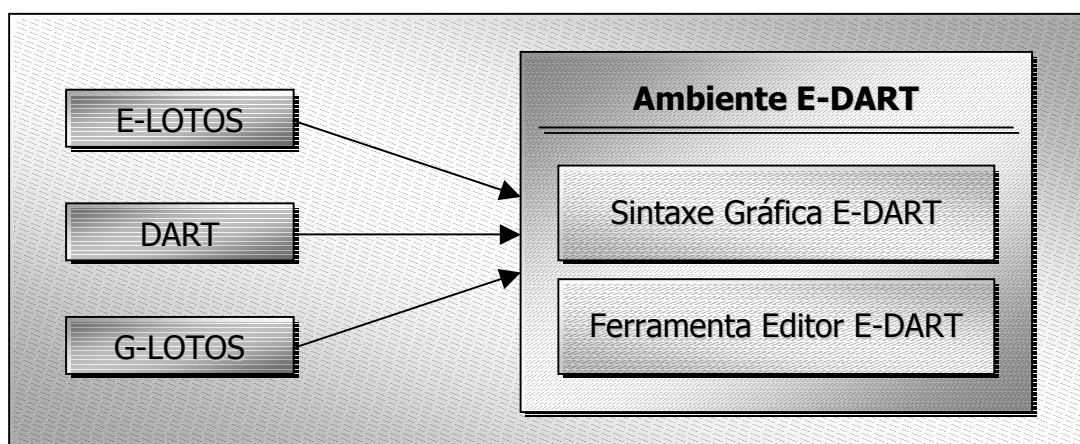 E-LOTOS
DART
G-LOTOS
Ambiente E-DART
Sintaxe Gráfica E-DART
Ferramenta Editor E-DART